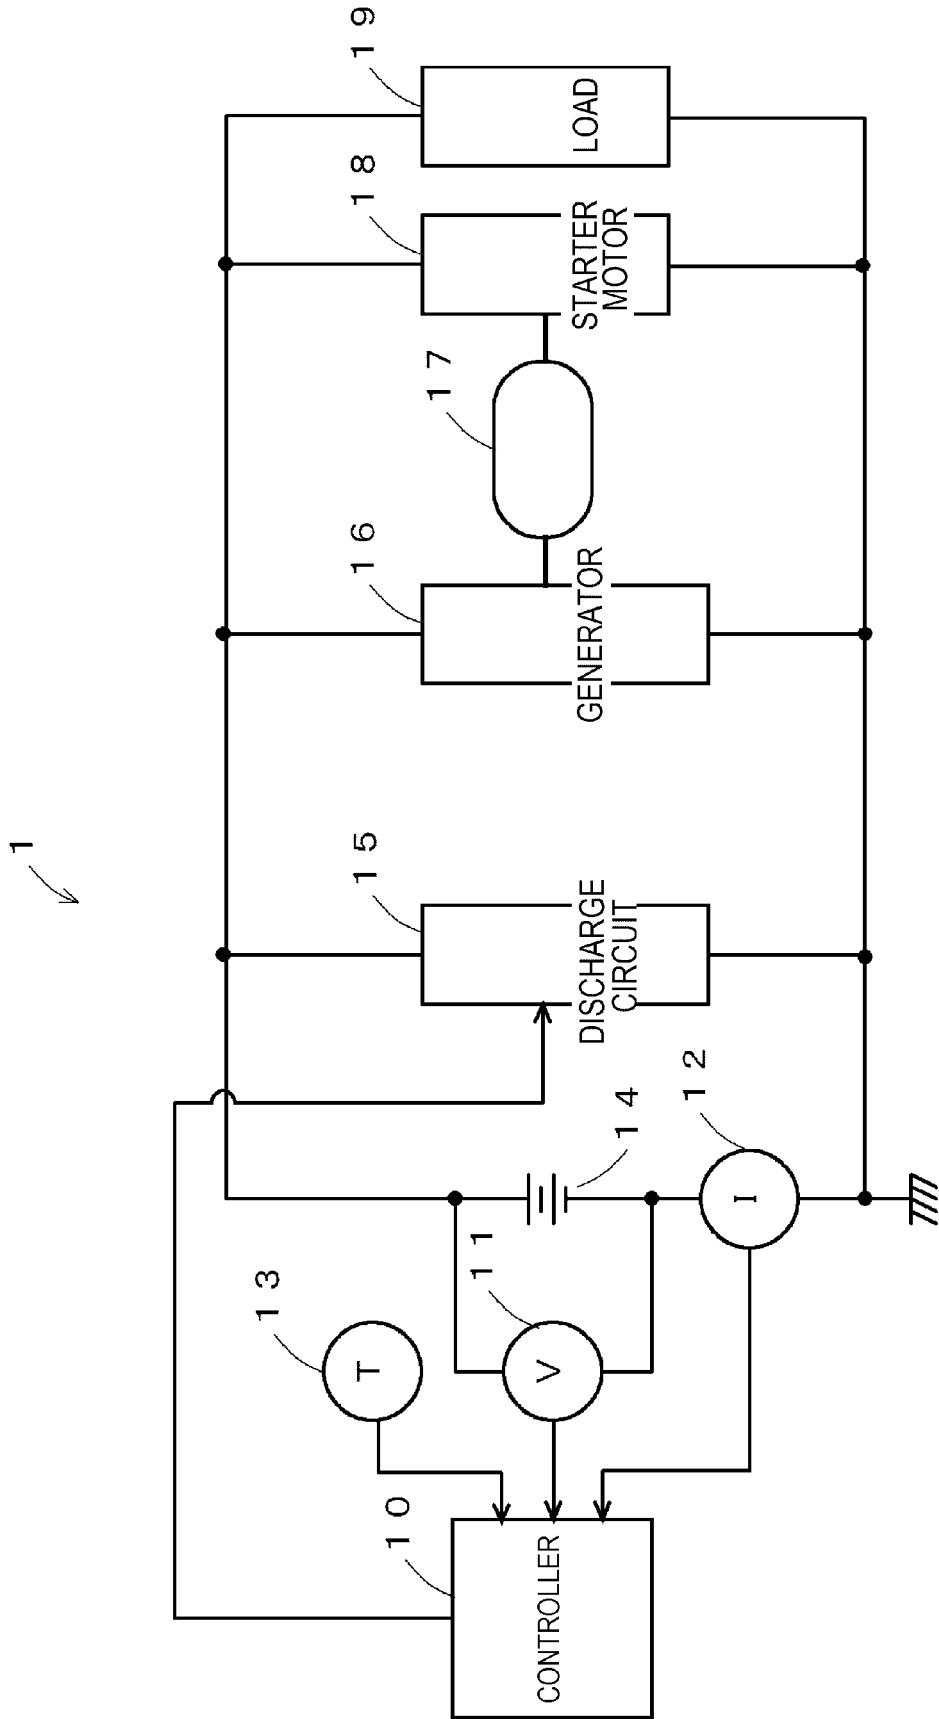 1
10
CONTROLLER
13
T
11
V
14
12
I
15
DISCHARGE
CIRCUIT
16
GENERATOR
17
18
STARTER
MOTOR
19
LOAD